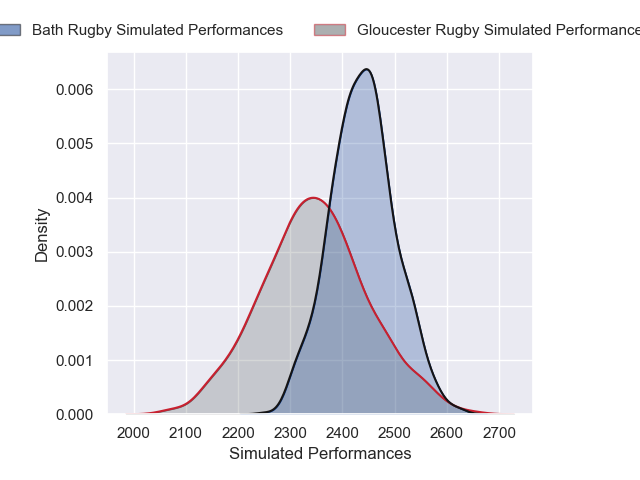 Bath Rugby Simulated Performances
Gloucester Rugby Simulated Performance
0.006
0.005
0.004
0.003
0.002
0.001
0.000
Density
2000 2100 2200 2300 2400 2500 2600 2700
Simulated Performances